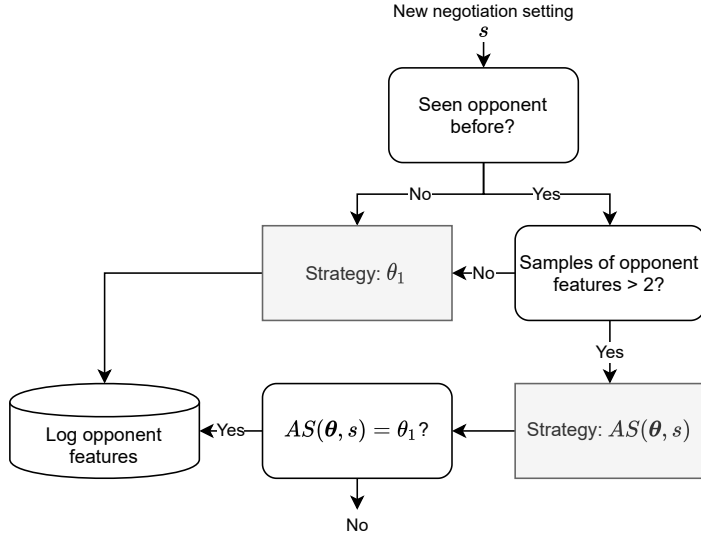 New negotiation setting
s
Seen opponent
before?
No
Yes
Strategy: θ₁
No
Samples of opponent
features > 2?
Yes
Log opponent
features
Yes
AS(θ, s) = θ₁?
Strategy: AS(θ, s)
No